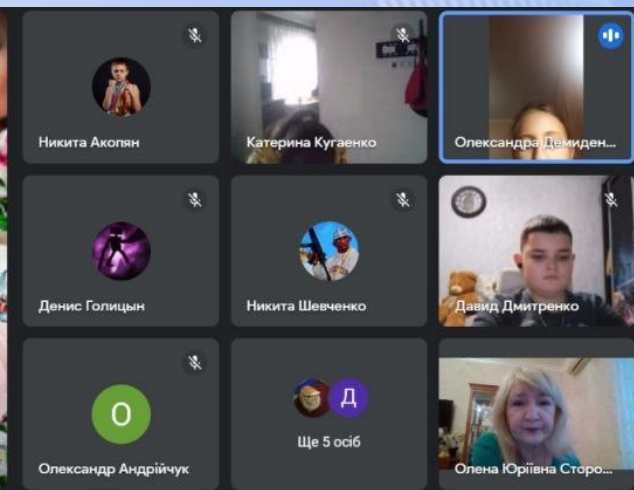 Никита Акопян
Катерина Кугаенко
Олександра Демиден...
Денис Голицын
Никита Шевченко
Давид Дмитренко
О
Олександр Андрійчук
Д
Ще 5 осіб
Олена Юріївна Сторо...